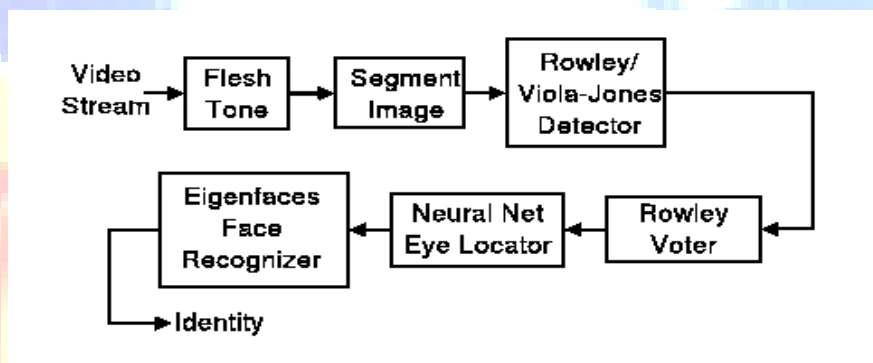 Video
Stream
Flesh
Tone
Segment
Image
Rowley/
Viola-Jones
Detector
Rowley
Voter
Neural Net
Eye Locator
Eigenfaces
Face
Recognizer
Identity